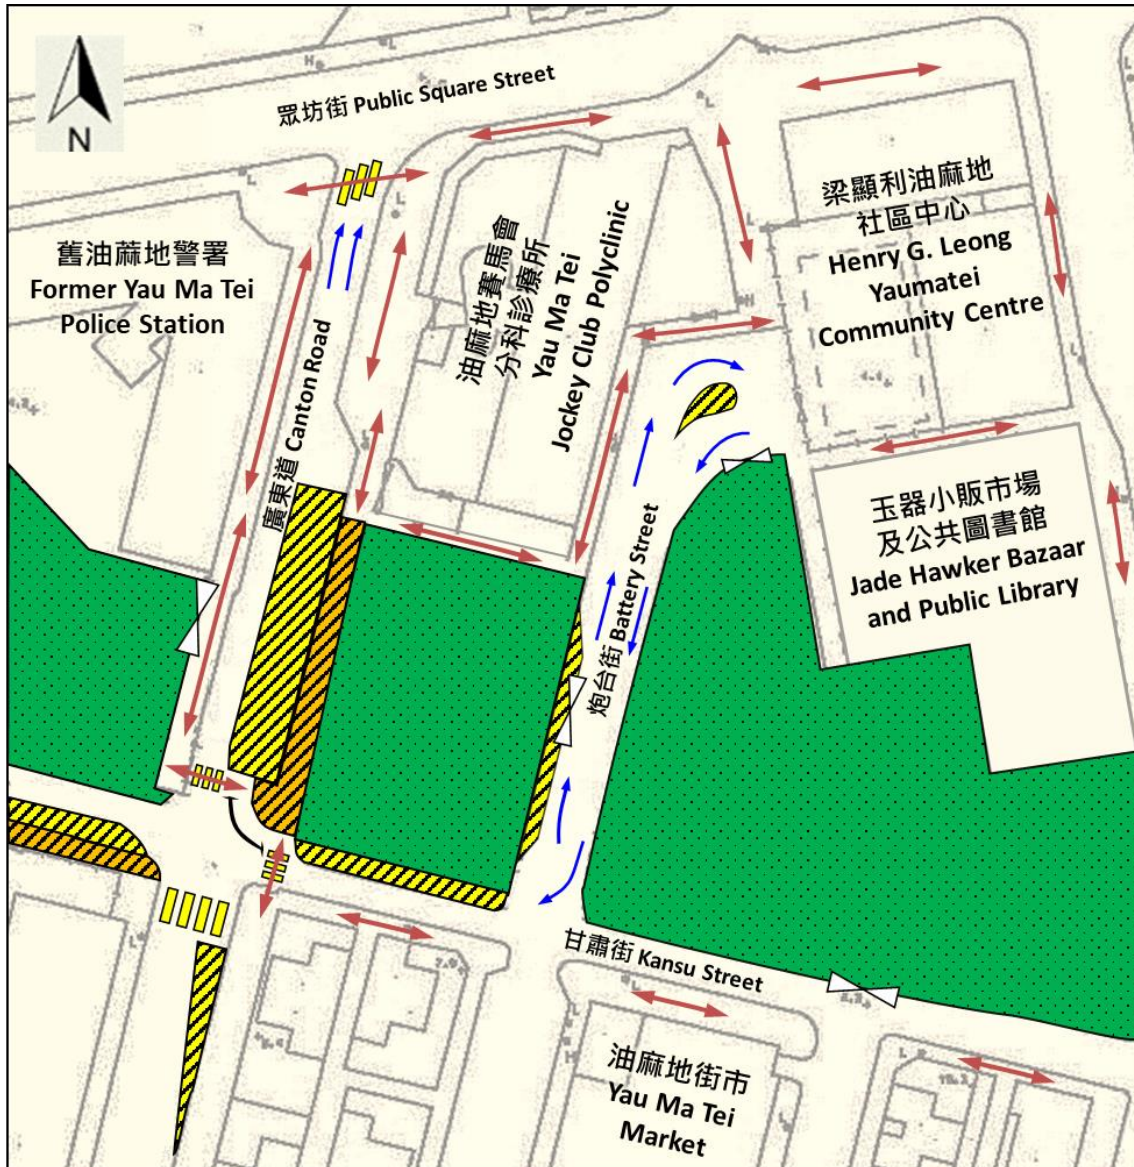 N
眾坊街 Public Square Street
舊油蔴地警署
Former Yau Ma Tei
Police Station
廣東道 Canton Road
油麻地賽馬會
分科診療所
Yau Ma Tei
Jockey Club Polyclinic
梁顯利油麻地
社區中心
Henry G. Leong
Yaumatei
Community Centre
玉器小販市場
及公共圖書館
Jade Hawker Bazaar
and Public Library
炮台街 Battery Street
甘肅街 Kansu Street
油麻地街市
Yau Ma Tei
Market